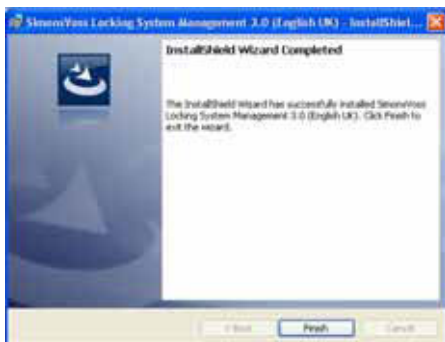 SimonsVoss Locking System Management 3.0 (English UK) - InstallShiel...
InstallShield Wizard Completed
The InstallShield Wizard has successfully installed SimonsVoss
Locking System Management 3.0 (English UK). Click Finish to
exit the wizard.
< Back Finish Cancel